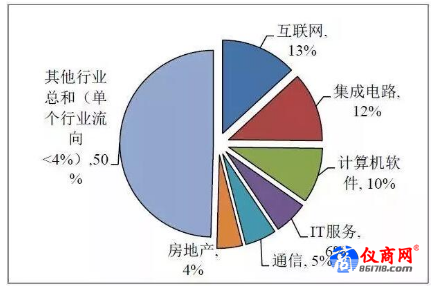 互联网,
13%
集成电路,
12%
计算机软
件, 10%
IT服务,
6%
通信, 5%
房地产,
4%
其他行业
总和（单
个行业流
向
<4%）,50
%
仪商网®
861718.com